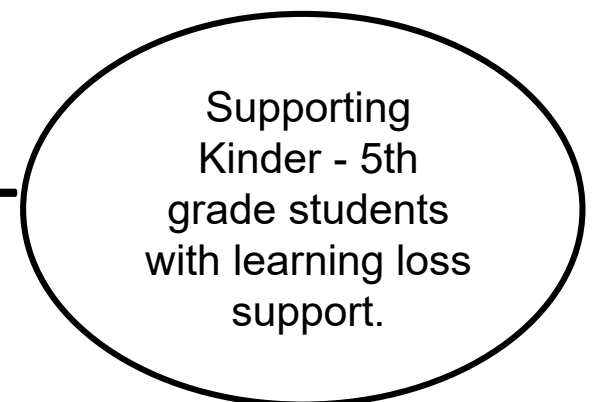 Supporting
Kinder - 5th
grade students
with learning loss
support.